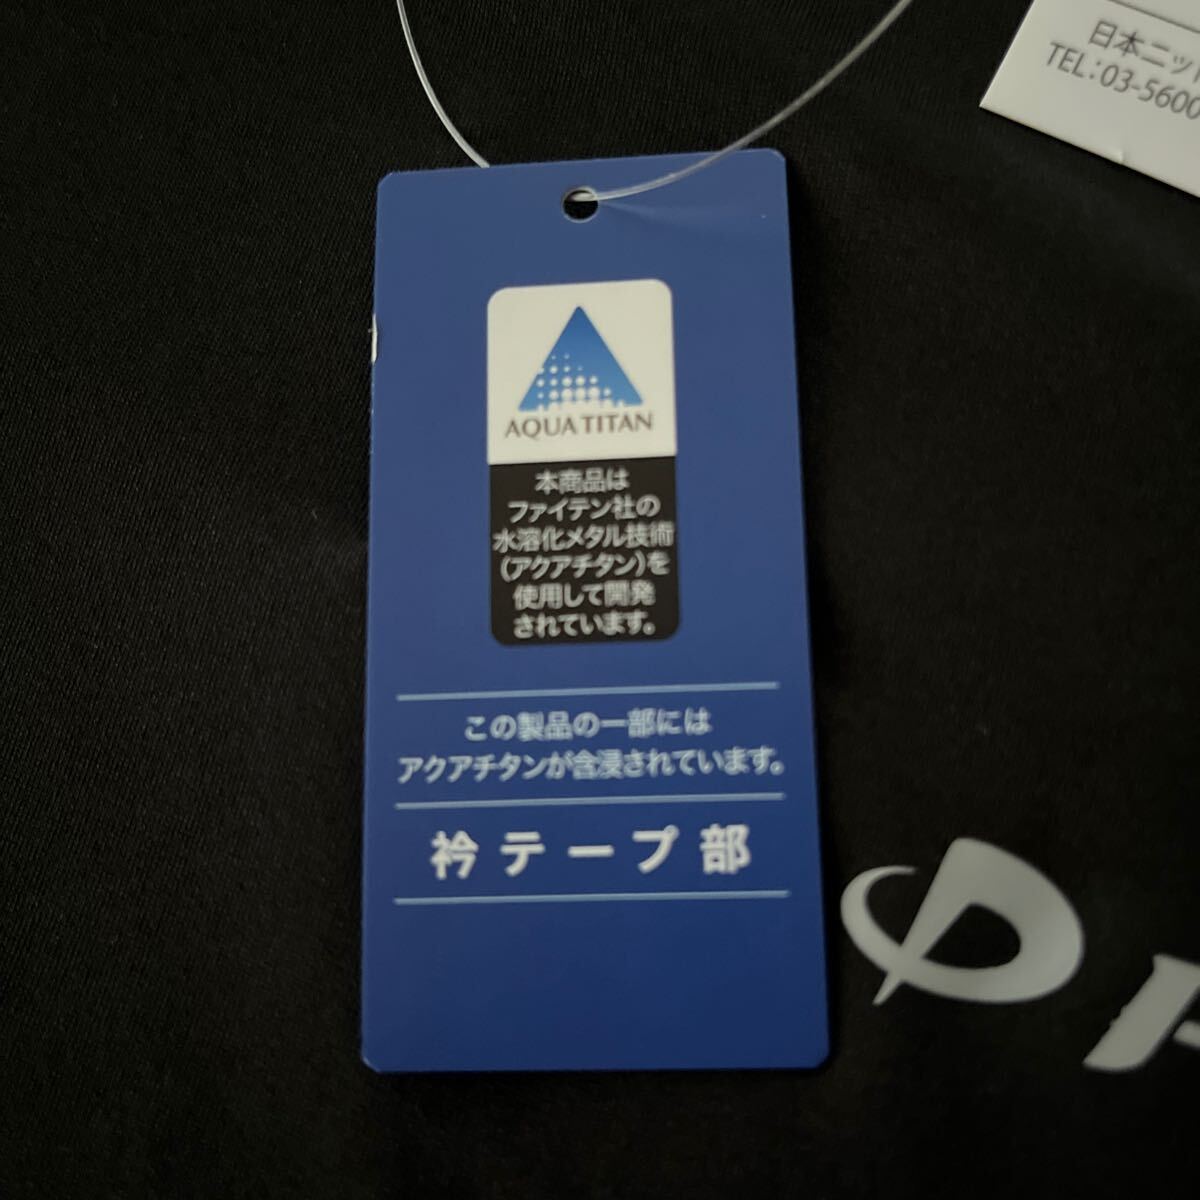 日本ニット
TEL:03-5600
AQUA TITAN
本商品は
ファイテン社の
水溶化メタル技術
(アクアチタン)を
使用して開発
されています。
この製品の一部には
アクアチタンが含浸されています。
衿テープ部